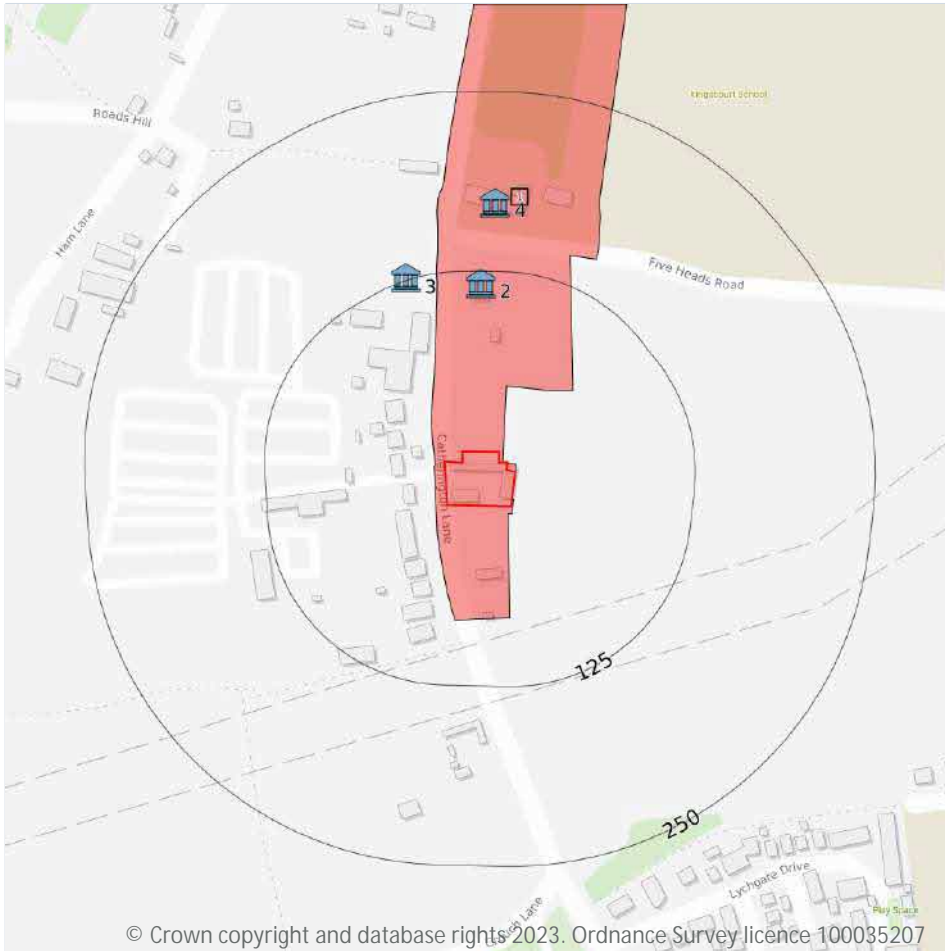 Kingscourt School
Roads Hill
Ham Lane
4
Five Heads Road
3
2
Catherington Lane
125
250
Lychgate Drive
Play Space
Lane
© Crown copyright and database rights 2023. Ordnance Survey licence 100035207